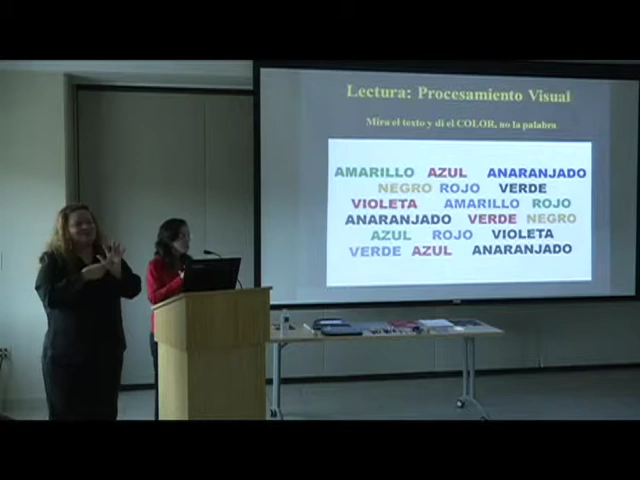 Lectura: Procesamiento Visual
Mira el texto y di el COLOR, no la palabra
AMARILLO AZUL ANARANJADO
NEGRO ROJO VERDE
VIOLETA AMARILLO ROJO
ANARANJADO VERDE NEGRO
AZUL ROJO VIOLETA
VERDE AZUL ANARANJADO